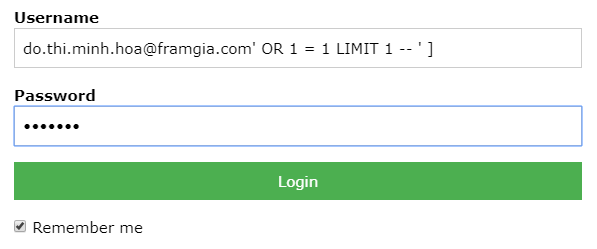 Username
do.thi.minh.hoa@framgia.com' OR 1 = 1 LIMIT 1 -- ' ]
Password
•••••••
Login
Remember me